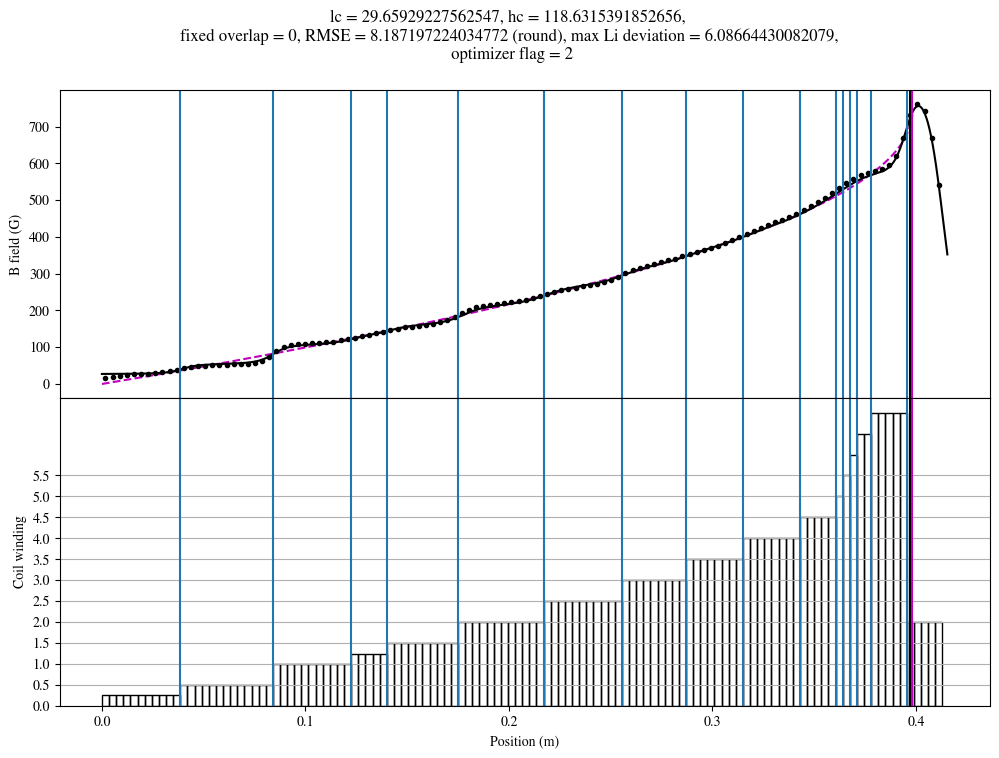 lc = 29.65929227562547, hc = 118.6315391852656,
fixed overlap = 0, RMSE = 8.187197224034772 (round), max Li deviation = 6.08664430082079,
optimizer flag = 2
B field (G)
700
600
500
400
300
200
100
0
Coil winding
5.5
5.0
4.5
4.0
3.5
3.0
2.5
2.0
1.5
1.0
0.5
0.0
0.0 0.1 0.2 0.3 0.4
Position (m)